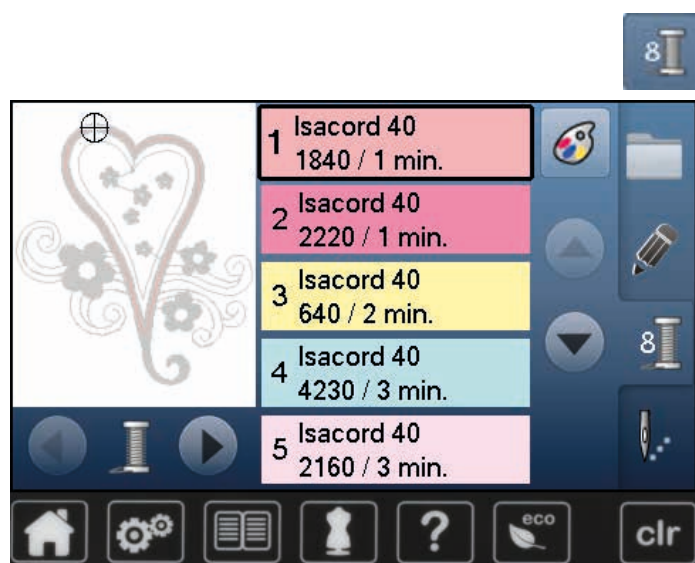 8
1 Isacord 40
1840 / 1 min.
2 Isacord 40
2220 / 1 min.
3 Isacord 40
640 / 2 min.
4 Isacord 40
4230 / 3 min.
8
5 Isacord 40
2160 / 3 min.
?
eco
clr